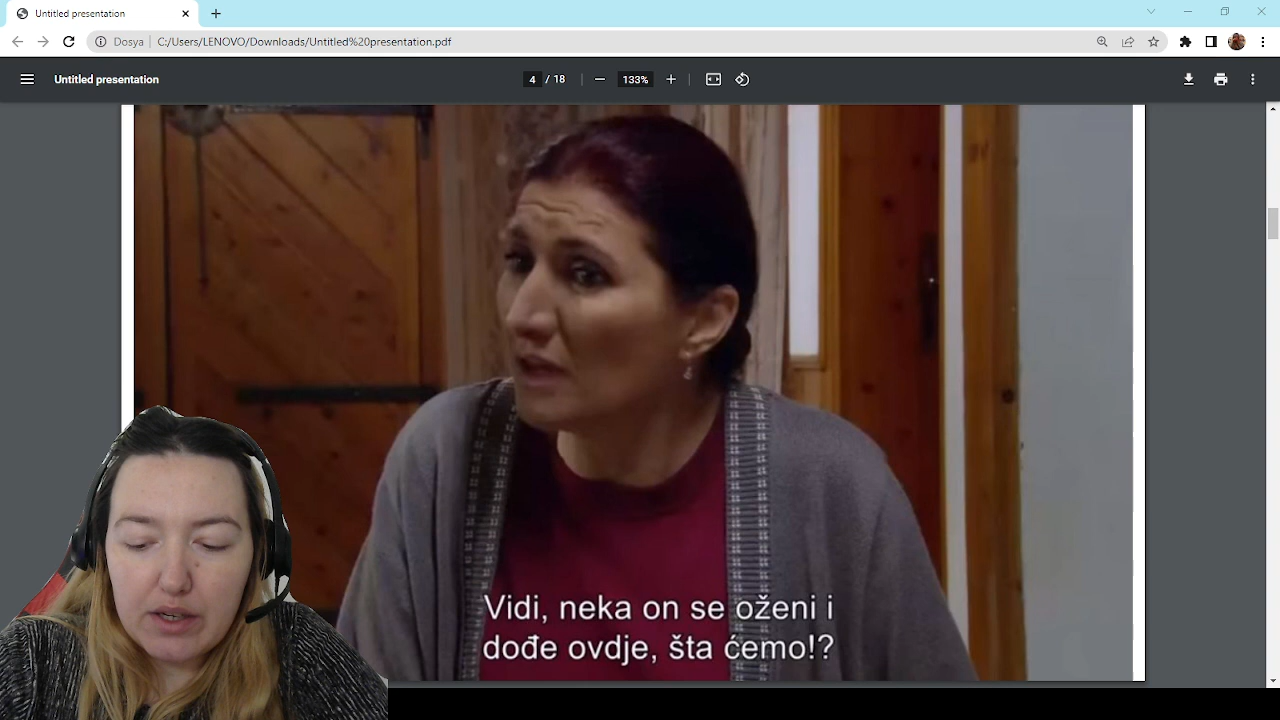 Untitled presentation
Dosya
C:/Users/LENOVO/Downloads/Untitled%20presentation.pdf
Untitled presentation
4 / 18
133%
Vidi, neka on se oženi i
dođe ovdje, šta ćemo!?